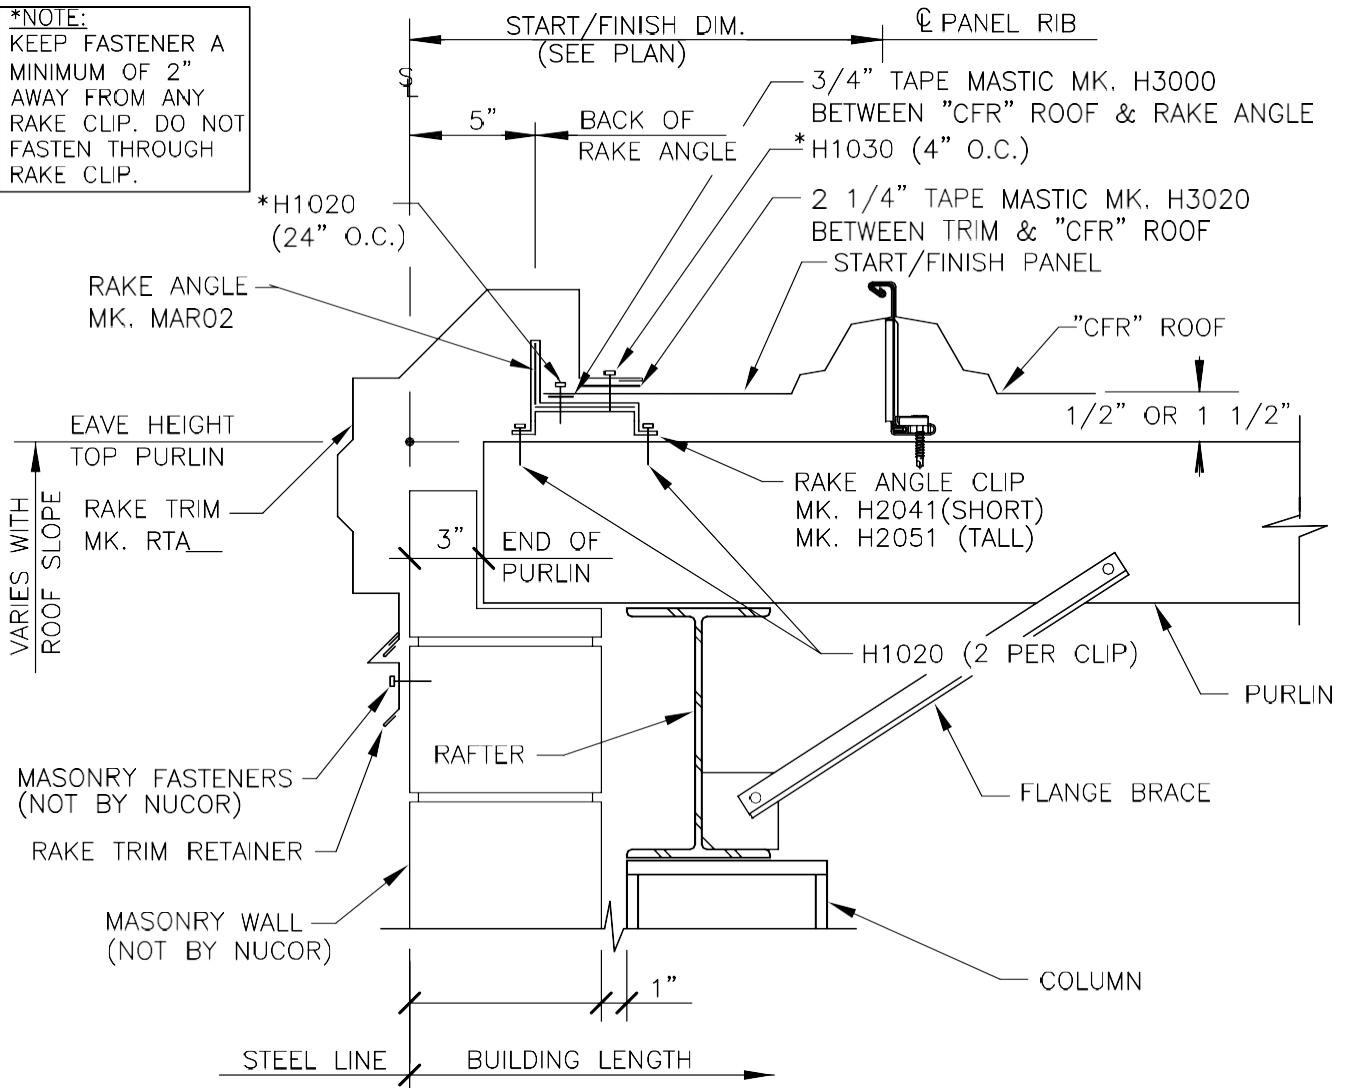 *NOTE:
KEEP FASTENER A
MINIMUM OF 2"
AWAY FROM ANY
RAKE CLIP. DO NOT
FASTEN THROUGH
RAKE CLIP.
START/FINISH DIM.
(SEE PLAN)
℄ PANEL RIB
SL
5"
BACK OF
RAKE ANGLE
3/4" TAPE MASTIC MK. H3000
BETWEEN "CFR" ROOF & RAKE ANGLE
*H1030 (4" O.C.)
2 1/4" TAPE MASTIC MK. H3020
BETWEEN TRIM & "CFR" ROOF
START/FINISH PANEL
*H1020
(24" O.C.)
RAKE ANGLE
MK. MAR02
"CFR" ROOF
1/2" OR 1 1/2"
EAVE HEIGHT
TOP PURLIN
VARIES WITH
ROOF SLOPE
RAKE TRIM
MK. RTA__
3"
END OF
PURLIN
RAKE ANGLE CLIP
MK. H2041(SHORT)
MK. H2051 (TALL)
H1020 (2 PER CLIP)
PURLIN
RAFTER
FLANGE BRACE
MASONRY FASTENERS
(NOT BY NUCOR)
RAKE TRIM RETAINER
MASONRY WALL
(NOT BY NUCOR)
COLUMN
1"
STEEL LINE
BUILDING LENGTH